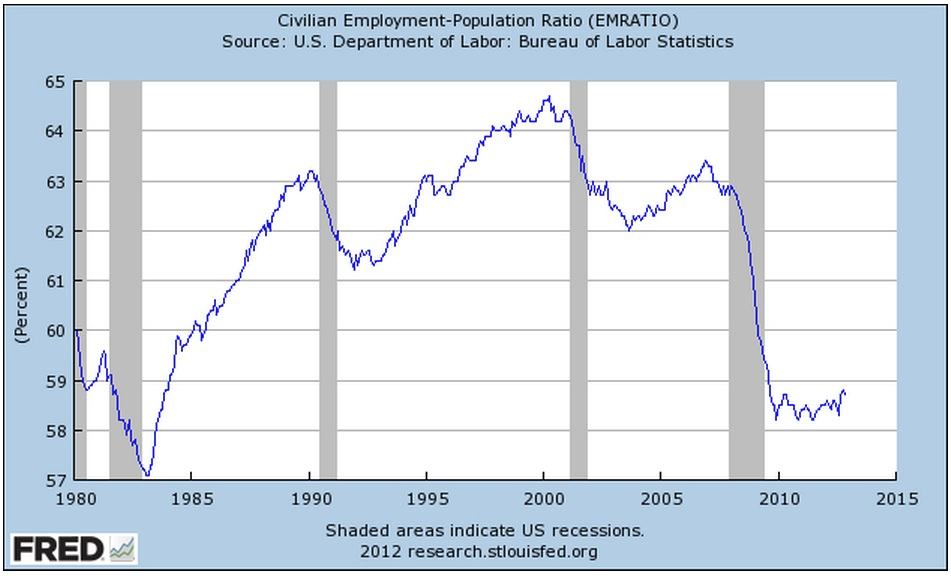 Civilian Employment-Population Ratio (EMRATIO)
Source: U.S. Department of Labor: Bureau of Labor Statistics
65
64
63
62
61
60
59
58
57
(Percent)
1980 1985 1990 1995 2000 2005 2010 2015
Shaded areas indicate US recessions.
2012 research.stlouisfed.org
FRED